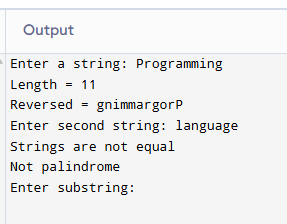 Output
Enter a string: Programming
Length = 11
Reversed = gnimmargorP
Enter second string: language
Strings are not equal
Not palindrome
Enter substring: